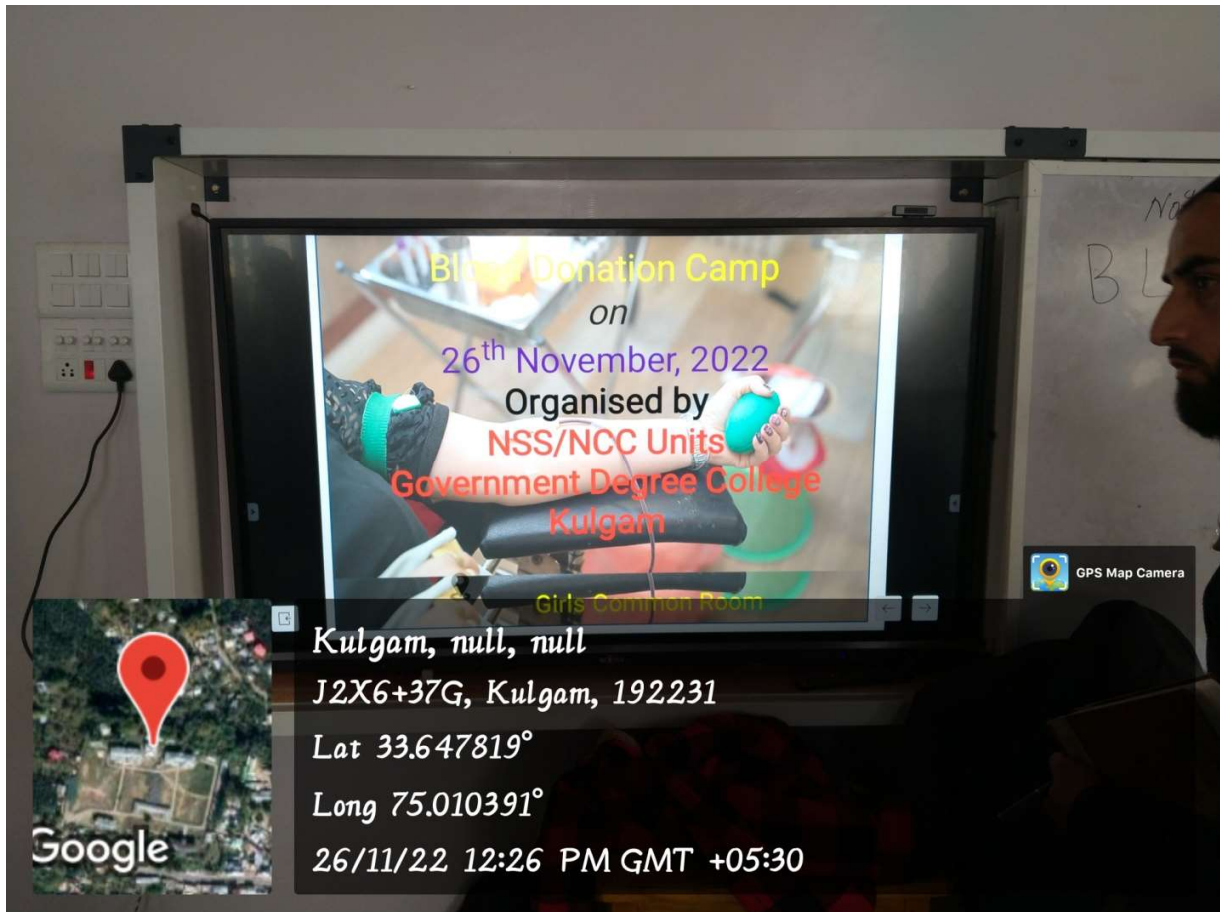 Blood Donation Camp
on
26th November, 2022
Organised by
NSS/NCC Units
Government Degree College
Kulgam
Girls Common Room
BL
GPS Map Camera
Kulgam, null, null
J2X6+37G, Kulgam, 192231
Lat 33.647819°
Long 75.010391°
26/11/22 12:26 PM GMT +05:30
Google